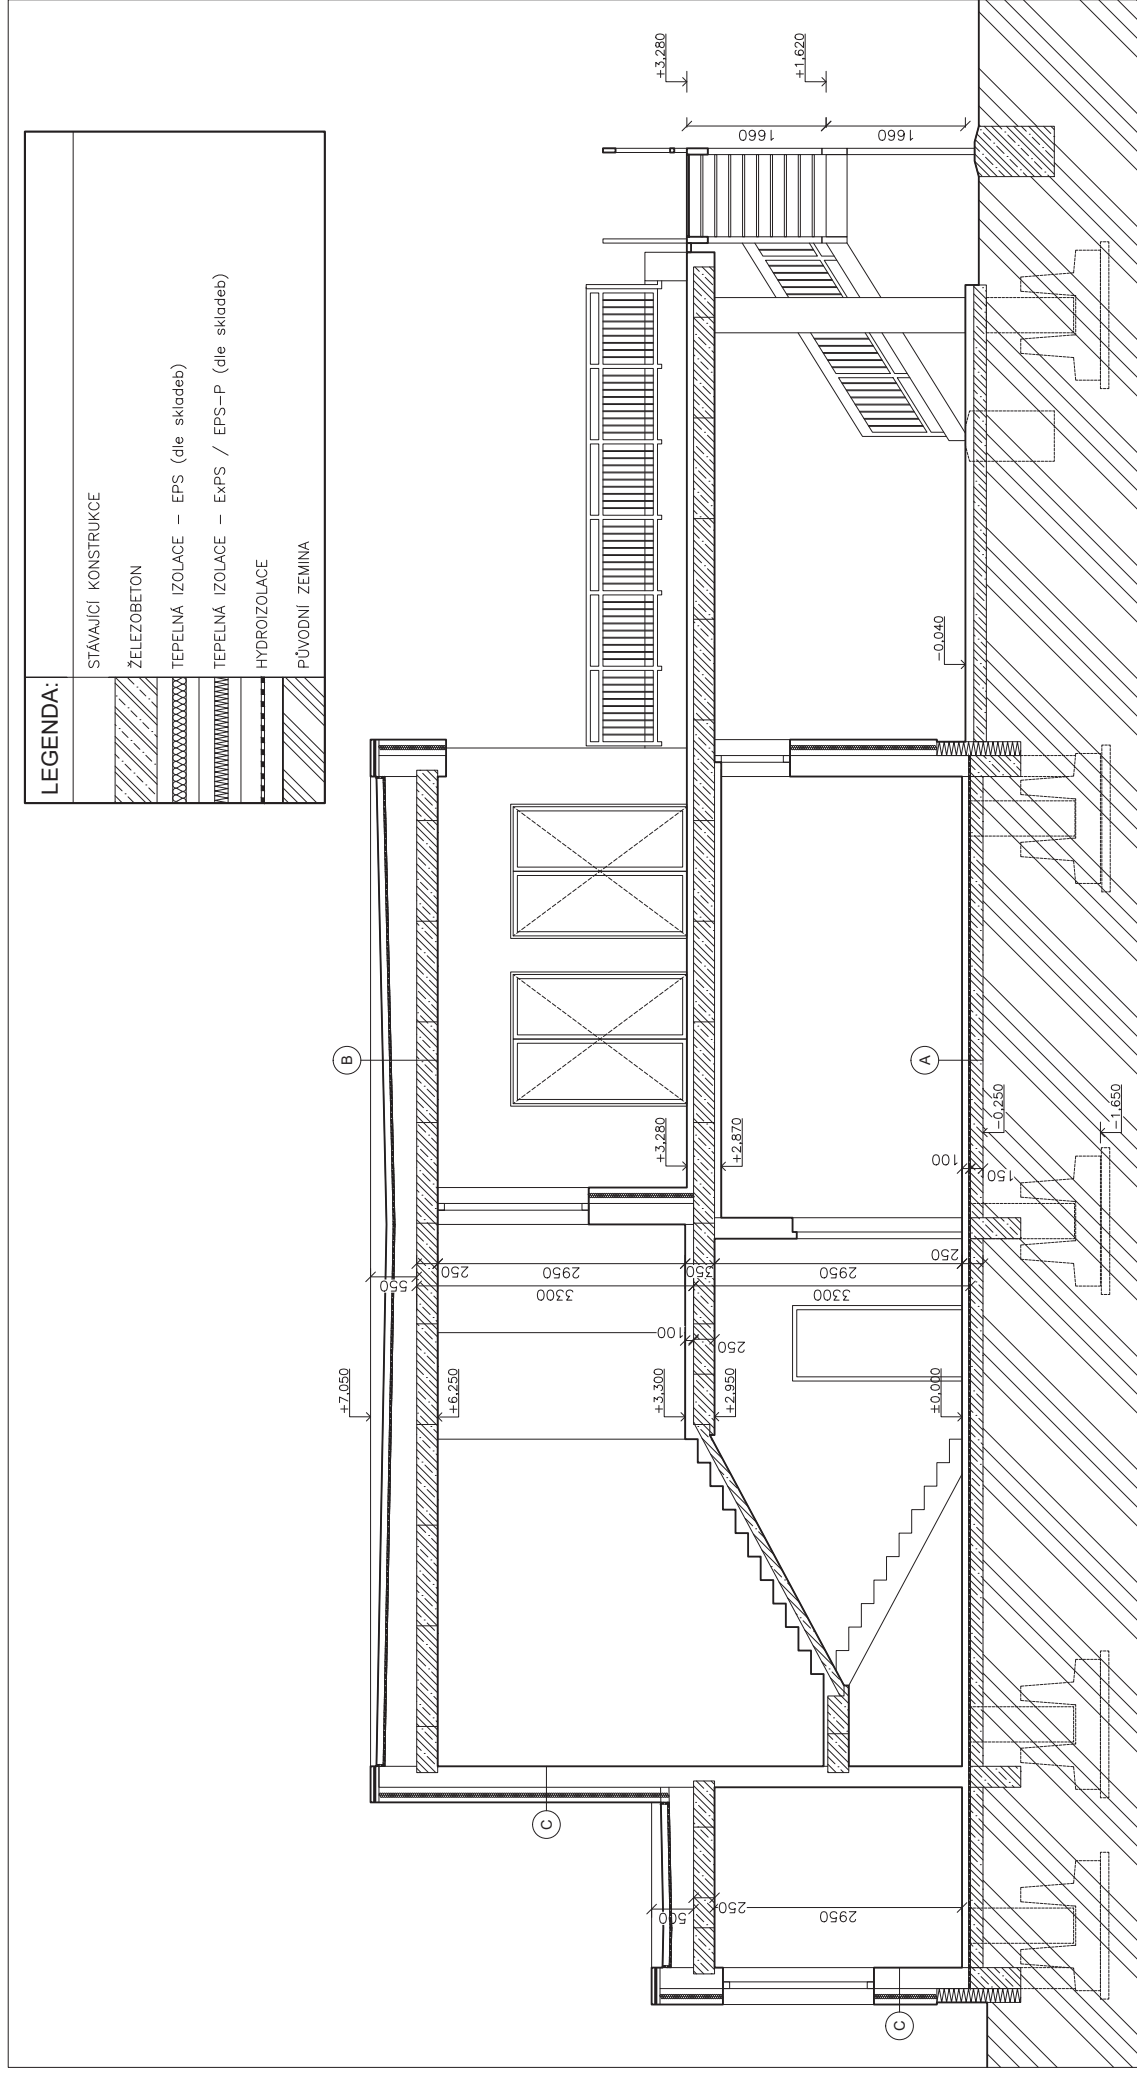 LEGENDA:
STÁVAJÍCÍ KONSTRUKCE
ŽELEZOBETON
TEPELNÁ IZOLACE – EPS (dle skladeb)
TEPELNÁ IZOLACE – ExPS / EPS–P (dle skladeb)
HYDROIZOLACE
PŮVODNÍ ZEMINA
B
C
C
A
+7,050
+6,250
+3,300
+2,950
±0,000
+3,280
+2,870
-0,250
-1,650
-0,040
+3,280
+1,620
550
250
2950
350
2950
250
3300
3300
100
250
100
150
500
250
2950
1660
1660